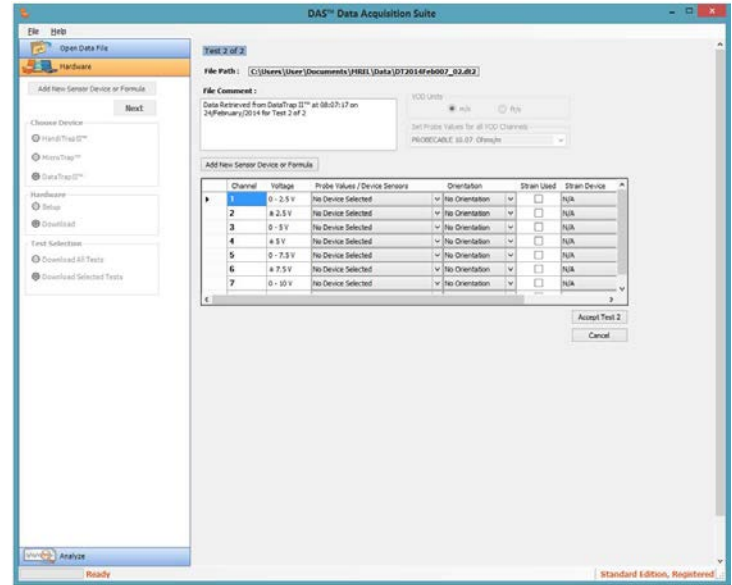 DAS™ Data Acquisition Suite
File Help
Open Data File
Hardware
Add New Sensor Device or Formula
Next
Choose Device
HandiTrap II™
MicroTrap™
DataTrap II™
Hardware
Setup
Download
Test Selection
Download All Tests
Download Selected Tests
Analyze
Test 2 of 2
File Path : C:\Users\User\Documents\MREL\Data\DT2014Feb007_02.dt2
File Comment :
Data Retrieved from DataTrap II™ at 08:07:17 on
24/February/2014 for Test 2 of 2
VOD Units
m/s ft/s
Set Probe Values for all VOD Channels
PROBECABLE 10.07 Ohms/m
Add New Sensor Device or Formula
Channel Voltage Probe Values / Device Sensors Orientation Strain Used Strain Device
1 0 - 2.5 V No Device Selected No Orientation N/A
2 ± 2.5 V No Device Selected No Orientation N/A
3 0 - 5 V No Device Selected No Orientation N/A
4 ± 5 V No Device Selected No Orientation N/A
5 0 - 7.5 V No Device Selected No Orientation N/A
6 ± 7.5 V No Device Selected No Orientation N/A
7 0 - 10 V No Device Selected No Orientation N/A
Accept Test 2
Cancel
Ready
Standard Edition, Registered